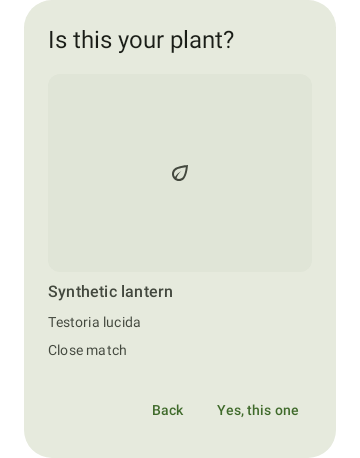 Is this your plant?
Synthetic lantern
Testoria lucida
Close match
Back
Yes, this one